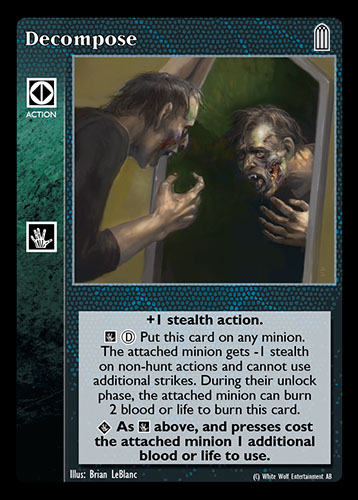 Decompose
ACTION
+1 stealth action.
Ⓓ Put this card on any minion.
The attached minion gets -1 stealth
on non-hunt actions and cannot use
additional strikes. During their unlock
phase, the attached minion can burn
2 blood or life to burn this card.
As above, and presses cost
the attached minion 1 additional
blood or life to use.
Illus: Brian LeBlanc
(C) White Wolf Entertainment AB